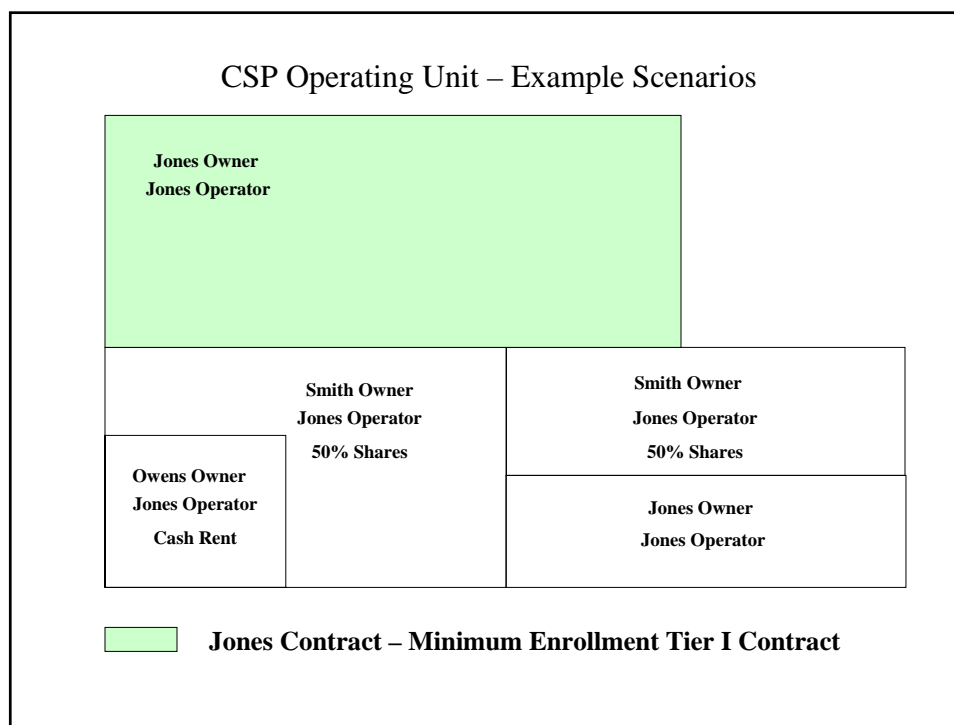 CSP Operating Unit – Example Scenarios
Jones Owner
Jones Operator
Smith Owner
Jones Operator
50% Shares
Smith Owner
Jones Operator
50% Shares
Owens Owner
Jones Operator
Cash Rent
Jones Owner
Jones Operator
Jones Contract – Minimum Enrollment Tier I Contract